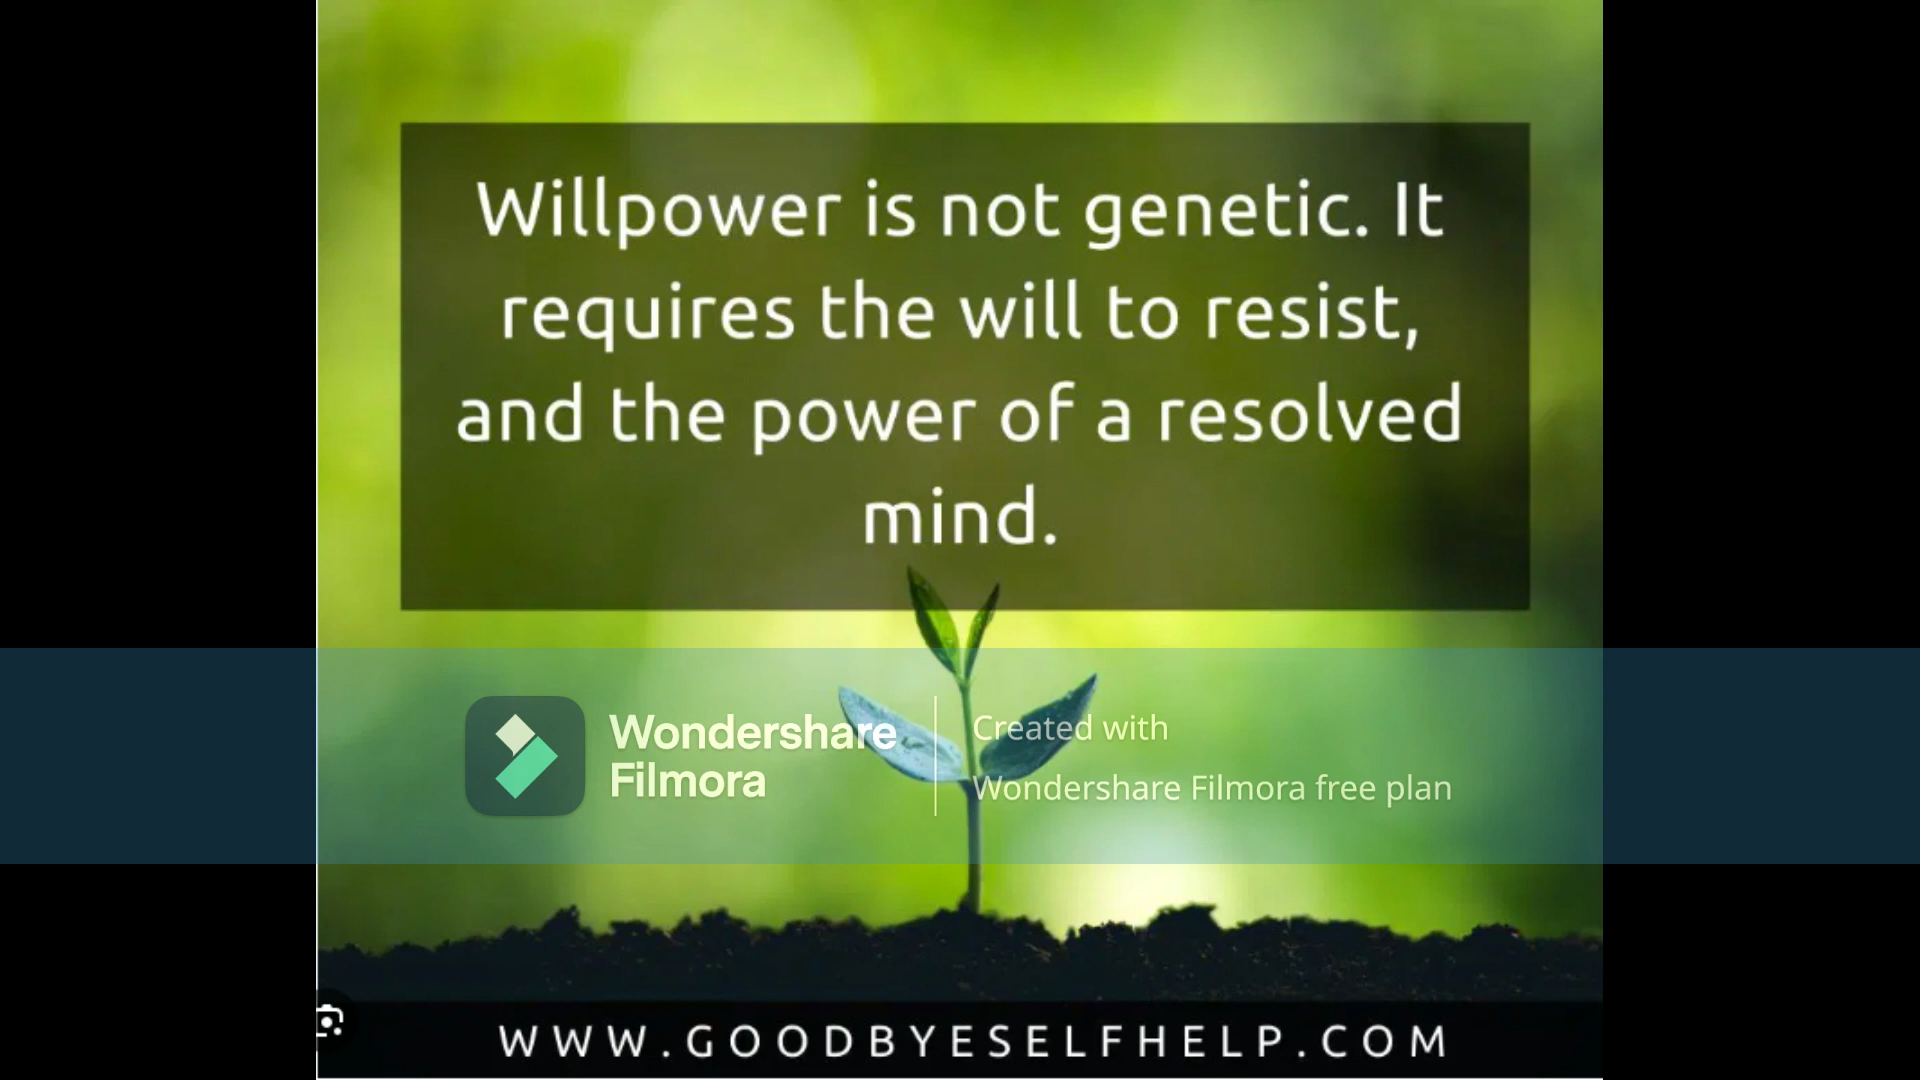 Willpower is not genetic. It
requires the will to resist,
and the power of a resolved
mind.
Wondershare
Filmora
Created with
Wondershare Filmora free plan
WWW.GOODBYESELFHELP.COM